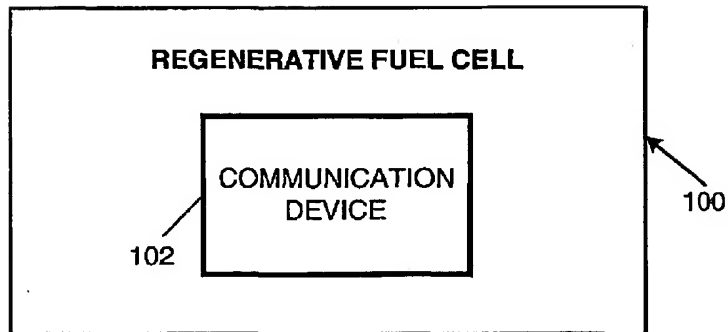 REGENERATIVE FUEL CELL
COMMUNICATION
DEVICE
100
102